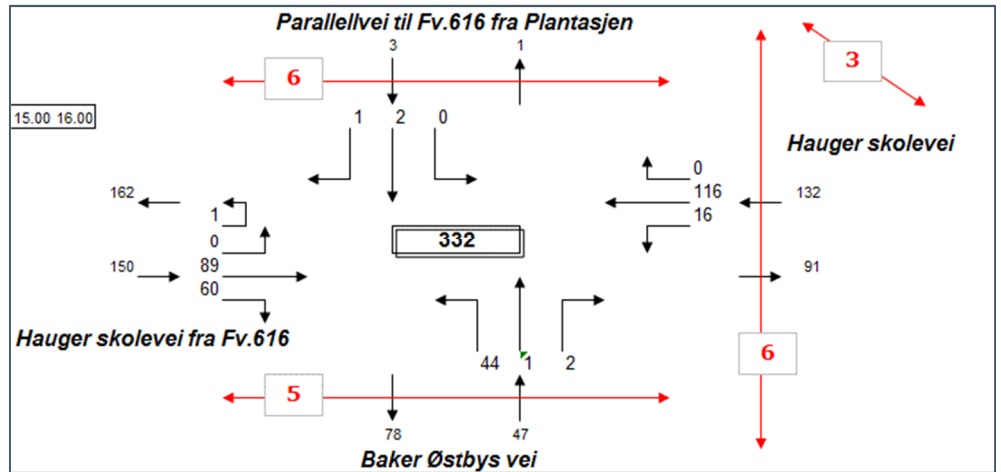 Parallellvei til Fv.616 fra Plantasjen
3 1
6
3
15.00 16.00
1 2 0
Hauger skolevei
0
162 116 132
1 16
0 332
150 89 91
60
Hauger skolevei fra Fv.616
6
44 1 2
5
78 47
Baker Østbys vei